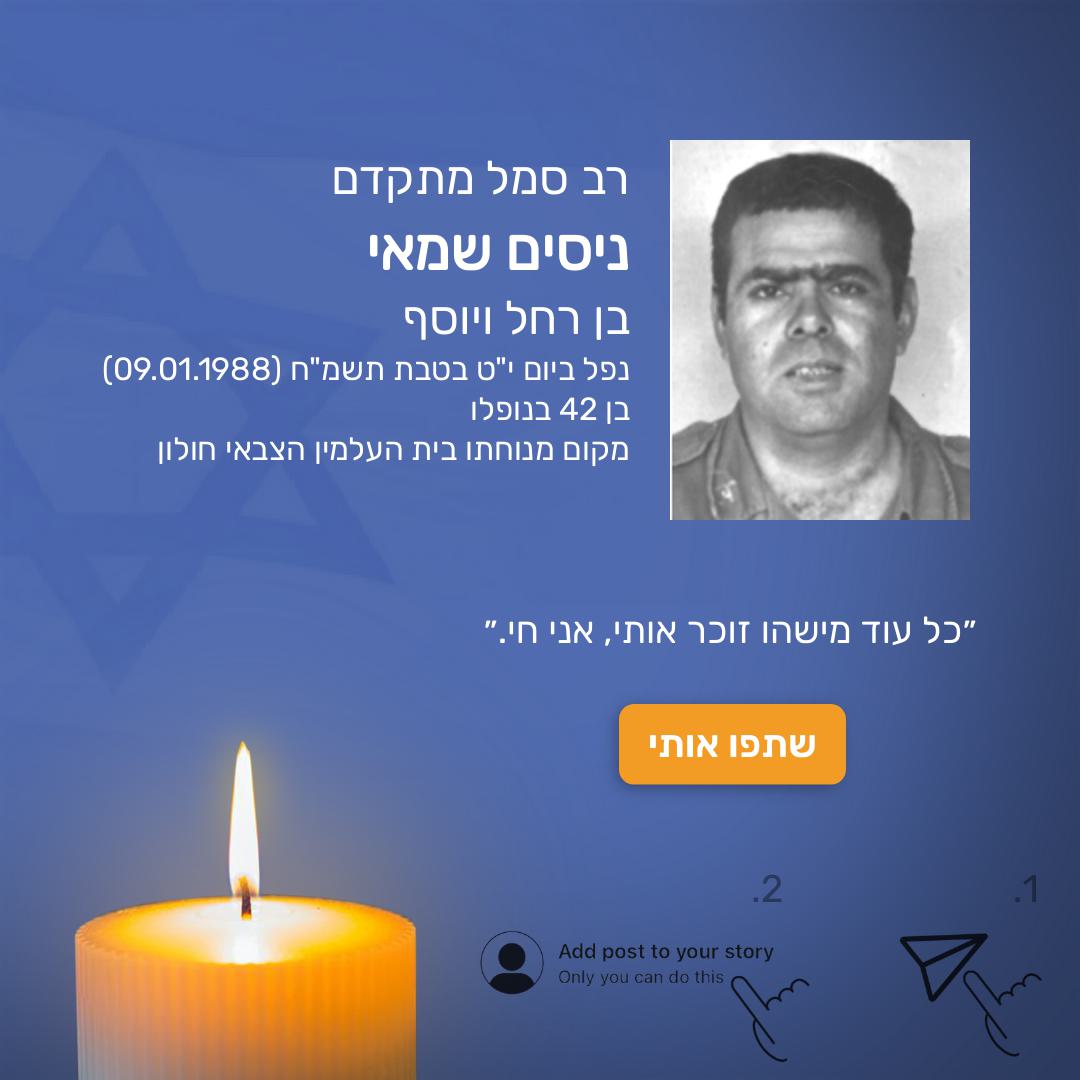 רב סמל מתקדם
ניסים שמאי
בן רחל ויוסף
נפל ביום י"ט בטבת תשמ"ח (09.01.1988)
בן 42 בנופלו
מקום מנוחתו בית העלמין הצבאי חולון
״כל עוד מישהו זוכר אותי, אני חי.״
שתפו אותי
1.
2.
Add post to your story
Only you can do this